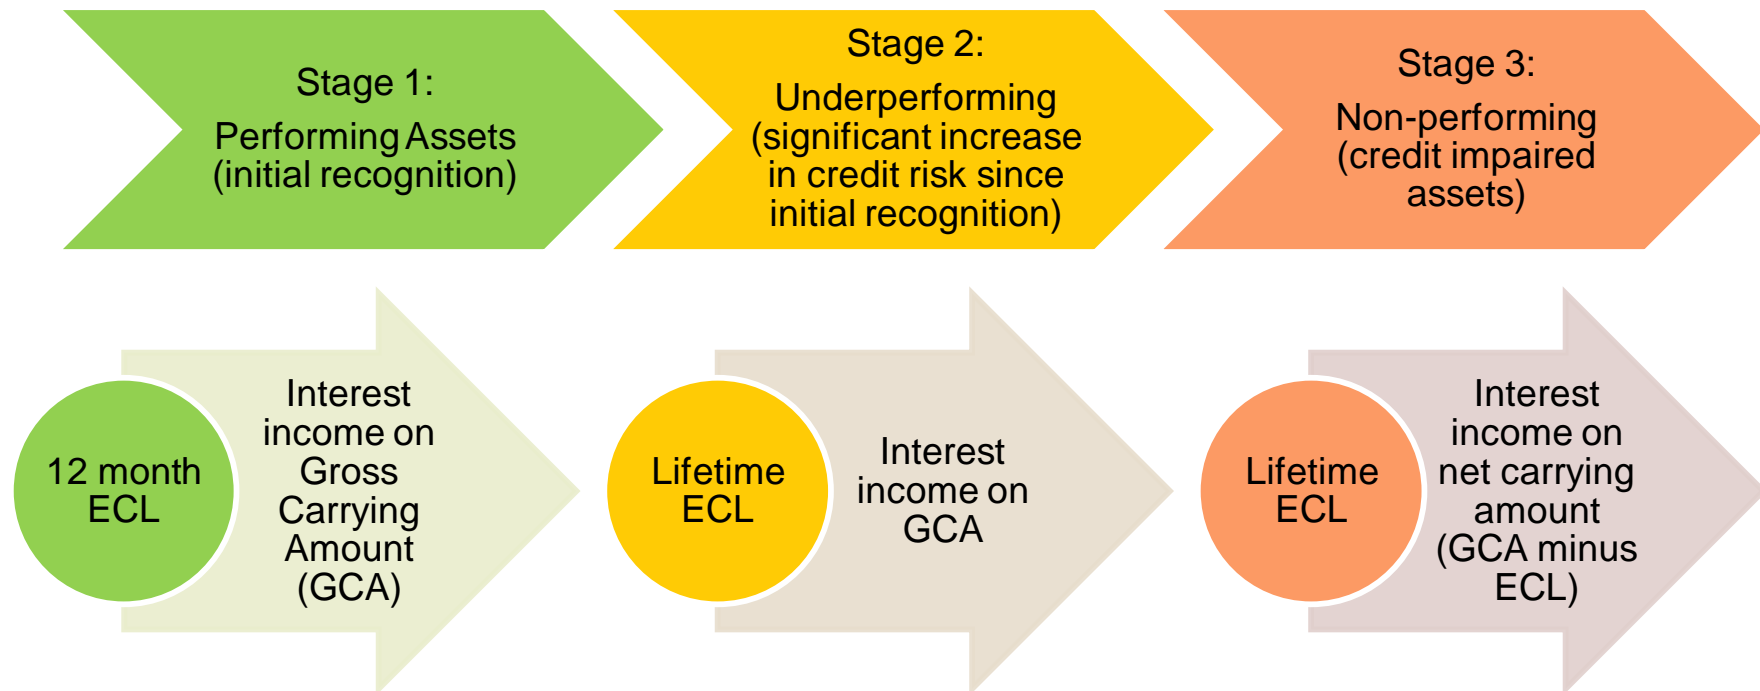 Stage 1:
Performing Assets
(initial recognition)
Stage 2:
Underperforming
(significant increase
in credit risk since
initial recognition)
Stage 3:
Non-performing
(credit impaired
assets)
12 month
ECL
Interest
income on
Gross
Carrying
Amount
(GCA)
Lifetime
ECL
Interest
income on
GCA
Lifetime
ECL
Interest
income on
net carrying
amount
(GCA minus
ECL)